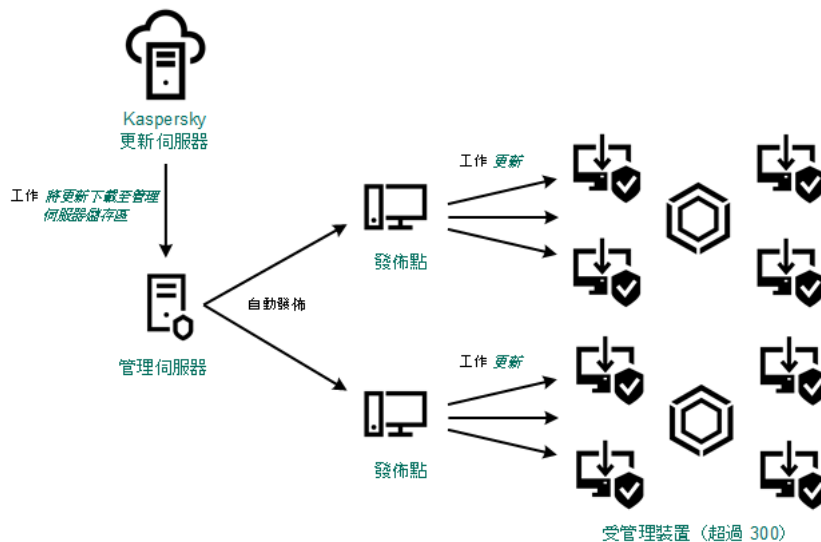 Kaspersky
更新伺服器
工作 將更新下載至管理
伺服器儲存區
管理伺服器
自動發佈
工作 更新
發佈點
工作 更新
發佈點
受管理裝置（超過 300）